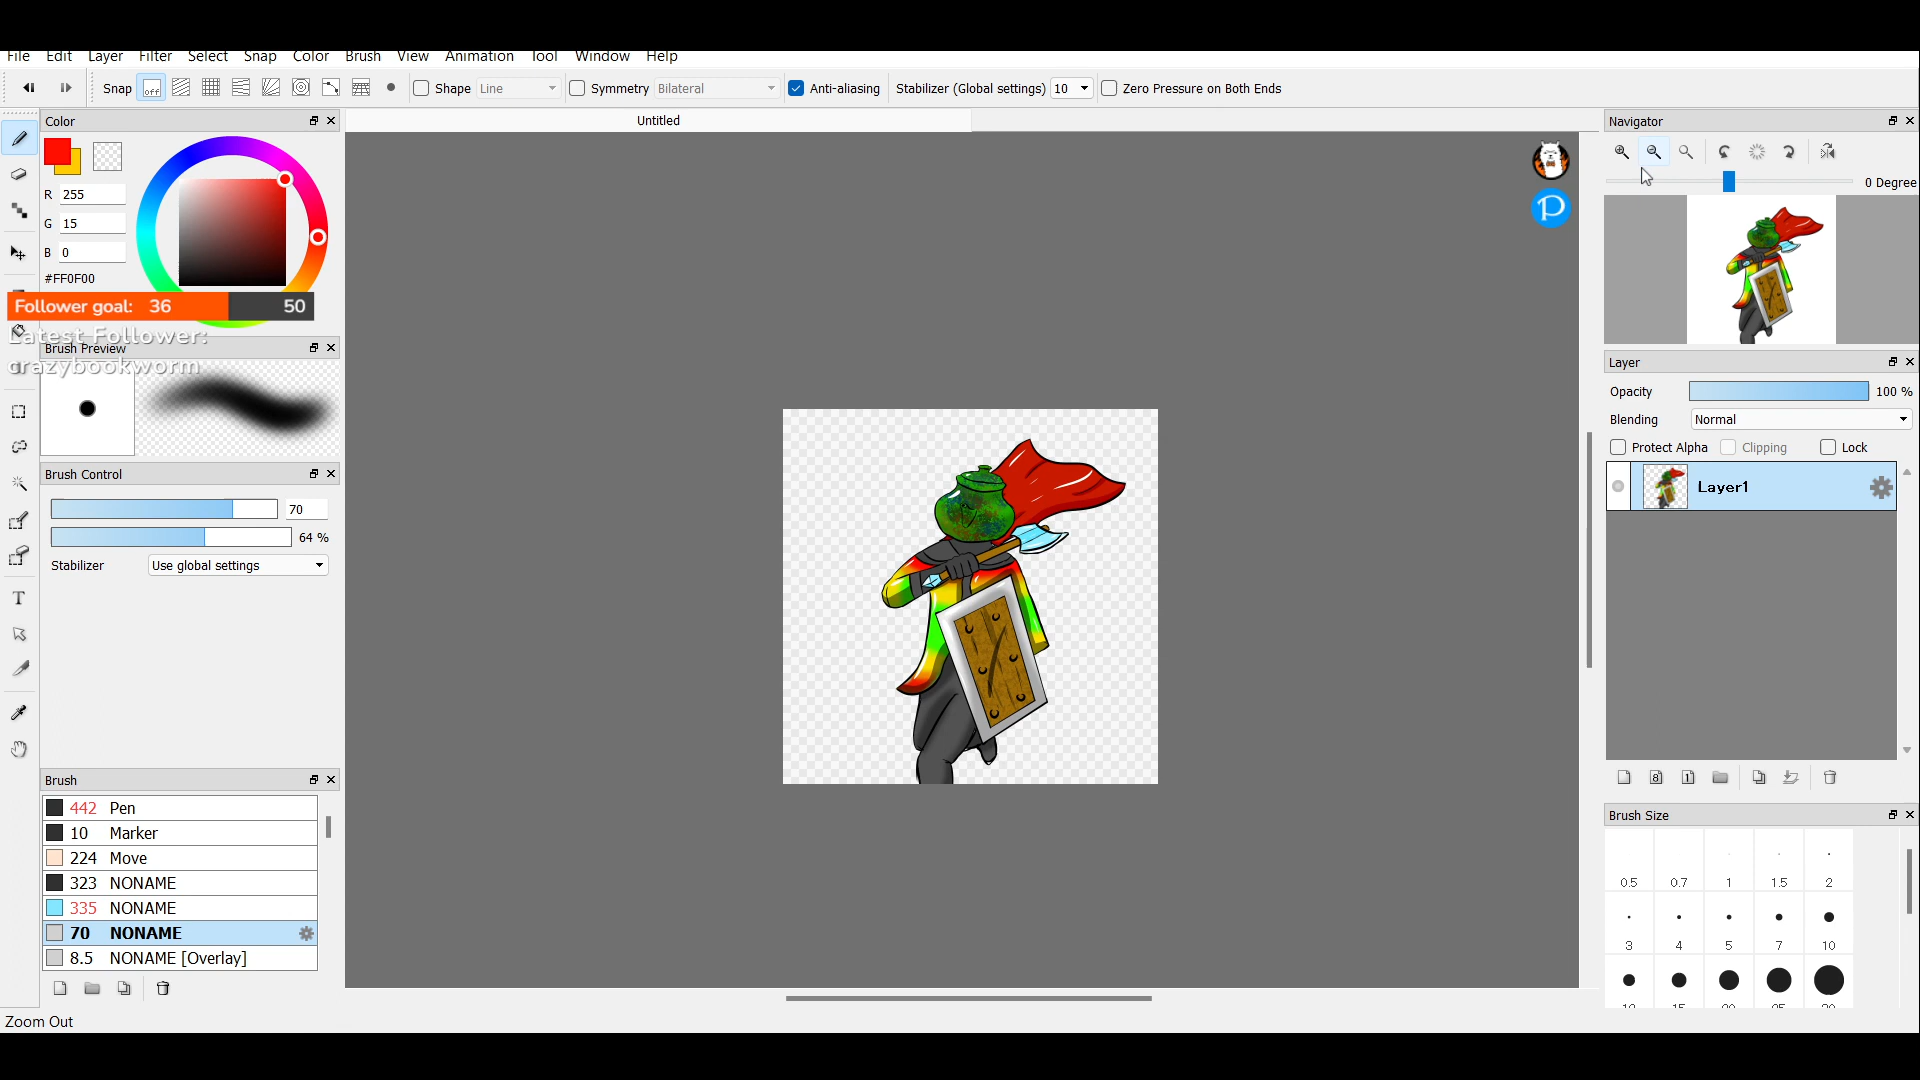 File Edit Layer Filter Select Snap Color Brush View Animation Tool Window Help
Snap off Shape Line Symmetry Bilateral Anti-aliasing Stabilizer (Global settings) 10 Zero Pressure on Both Ends
Color
Untitled
Navigator
R 255
G 15
B 0
#FF0F00
0 Degree
Follower goal: 36 50
Latest Follower:
crazybookworm
Brush Preview
Brush Control
70
64 %
Stabilizer Use global settings
Brush
442 Pen
10 Marker
224 Move
323 NONAME
335 NONAME
70 NONAME
8.5 NONAME [Overlay]
Zoom Out
Layer
Opacity 100 %
Blending Normal
Protect Alpha Clipping Lock
Layer1
8 1
Brush Size
0.5 0.7 1 1.5 2
3 4 5 7 10